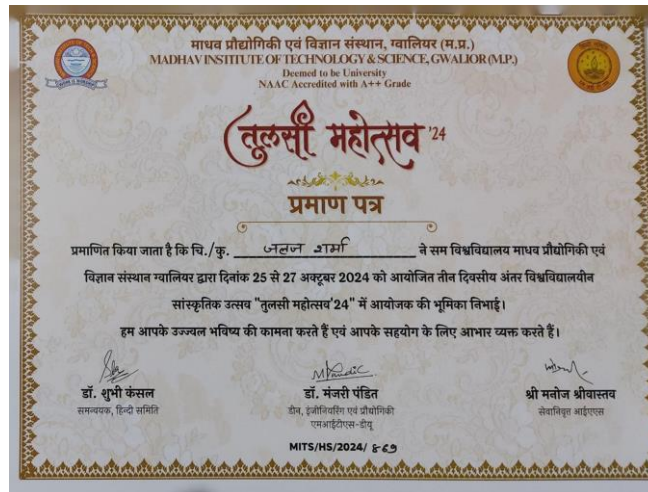 माधव प्रौद्योगिकी एवं विज्ञान संस्थान, ग्वालियर (म.प्र.)
MADHAV INSTITUTE OF TECHNOLOGY & SCIENCE, GWALIOR (M.P.)
Deemed to be University
NAAC Accredited with A++ Grade
तुलसी महोत्सव '24
प्रमाण पत्र
प्रमाणित किया जाता है कि चि./कु. शर्मा ने सम विश्वविद्यालय माधव प्रौद्योगिकी एवं
विज्ञान संस्थान ग्वालियर द्वारा दिनांक 25 से 27 अक्टूबर 2024 को आयोजित तीन दिवसीय अंतर विश्वविद्यालयीन
सांस्कृतिक उत्सव "तुलसी महोत्सव'24" में आयोजक की भूमिका निभाई।
हम आपके उज्ज्वल भविष्य की कामना करते हैं एवं आपके सहयोग के लिए आभार व्यक्त करते हैं।
डॉ. शुभी कंसल
समन्वयक, हिन्दी समिति
डॉ. मंजरी पंडित
डीन, इंजीनियरिंग एवं प्रौद्योगिकी
एमआईटीएस-डीयू
श्री मनोज श्रीवास्तव
सेवानिवृत आईएएस
MITS/HS/2024/ 869